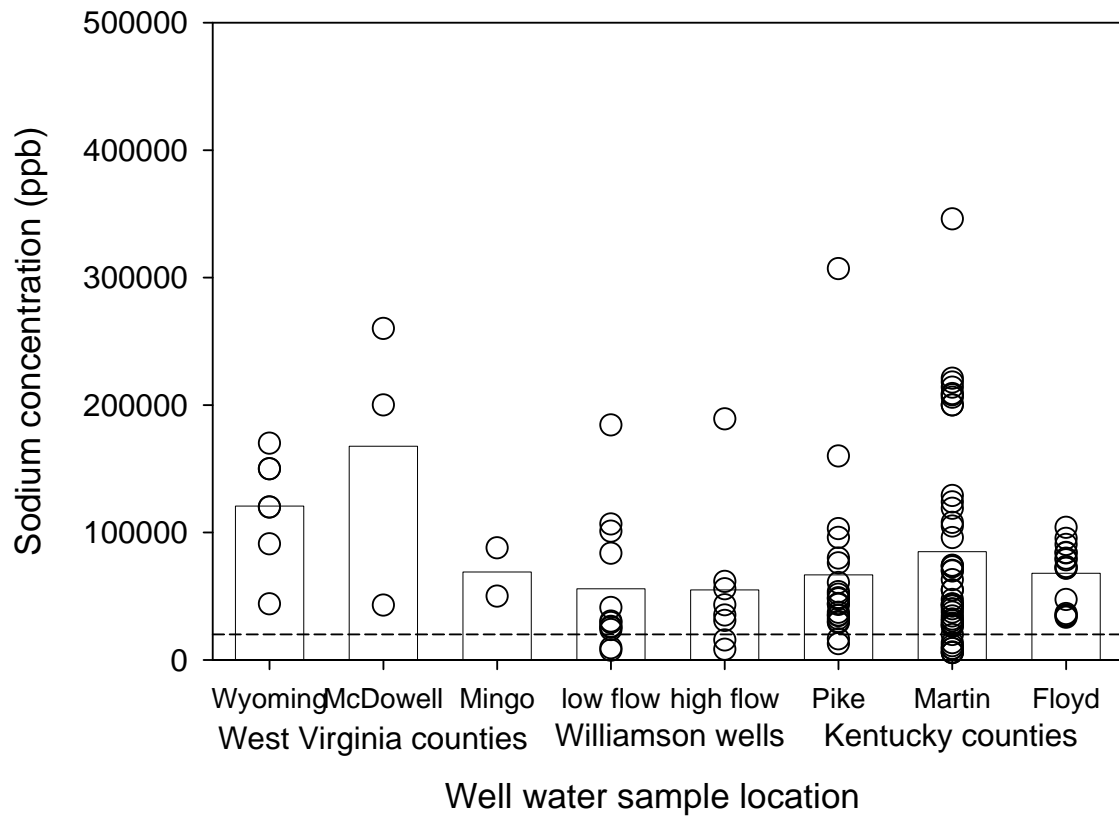 500000
400000
300000
200000
100000
0
Sodium concentration (ppb)
Wyoming McDowell Mingo low flow high flow Pike Martin Floyd
West Virginia counties Williamson wells Kentucky counties
Well water sample location